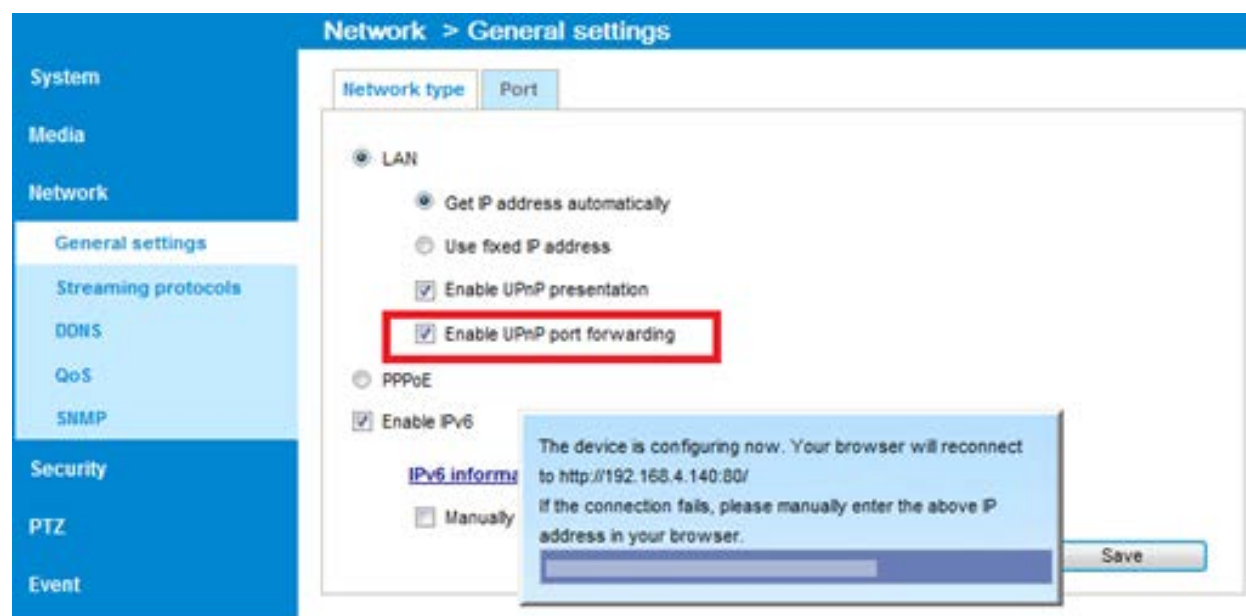 Network > General settings
System
Media
Network
General settings
Streaming protocols
DDNS
QoS
SNMP
Security
PTZ
Event
Network type
Port
LAN
Get IP address automatically
Use fixed IP address
Enable UPnP presentation
Enable UPnP port forwarding
PPPoE
Enable IPv6
IPv6 informa
Manually
The device is configuring now. Your browser will reconnect
to http://192.168.4.140:80/
If the connection fails, please manually enter the above IP
address in your browser.
Save